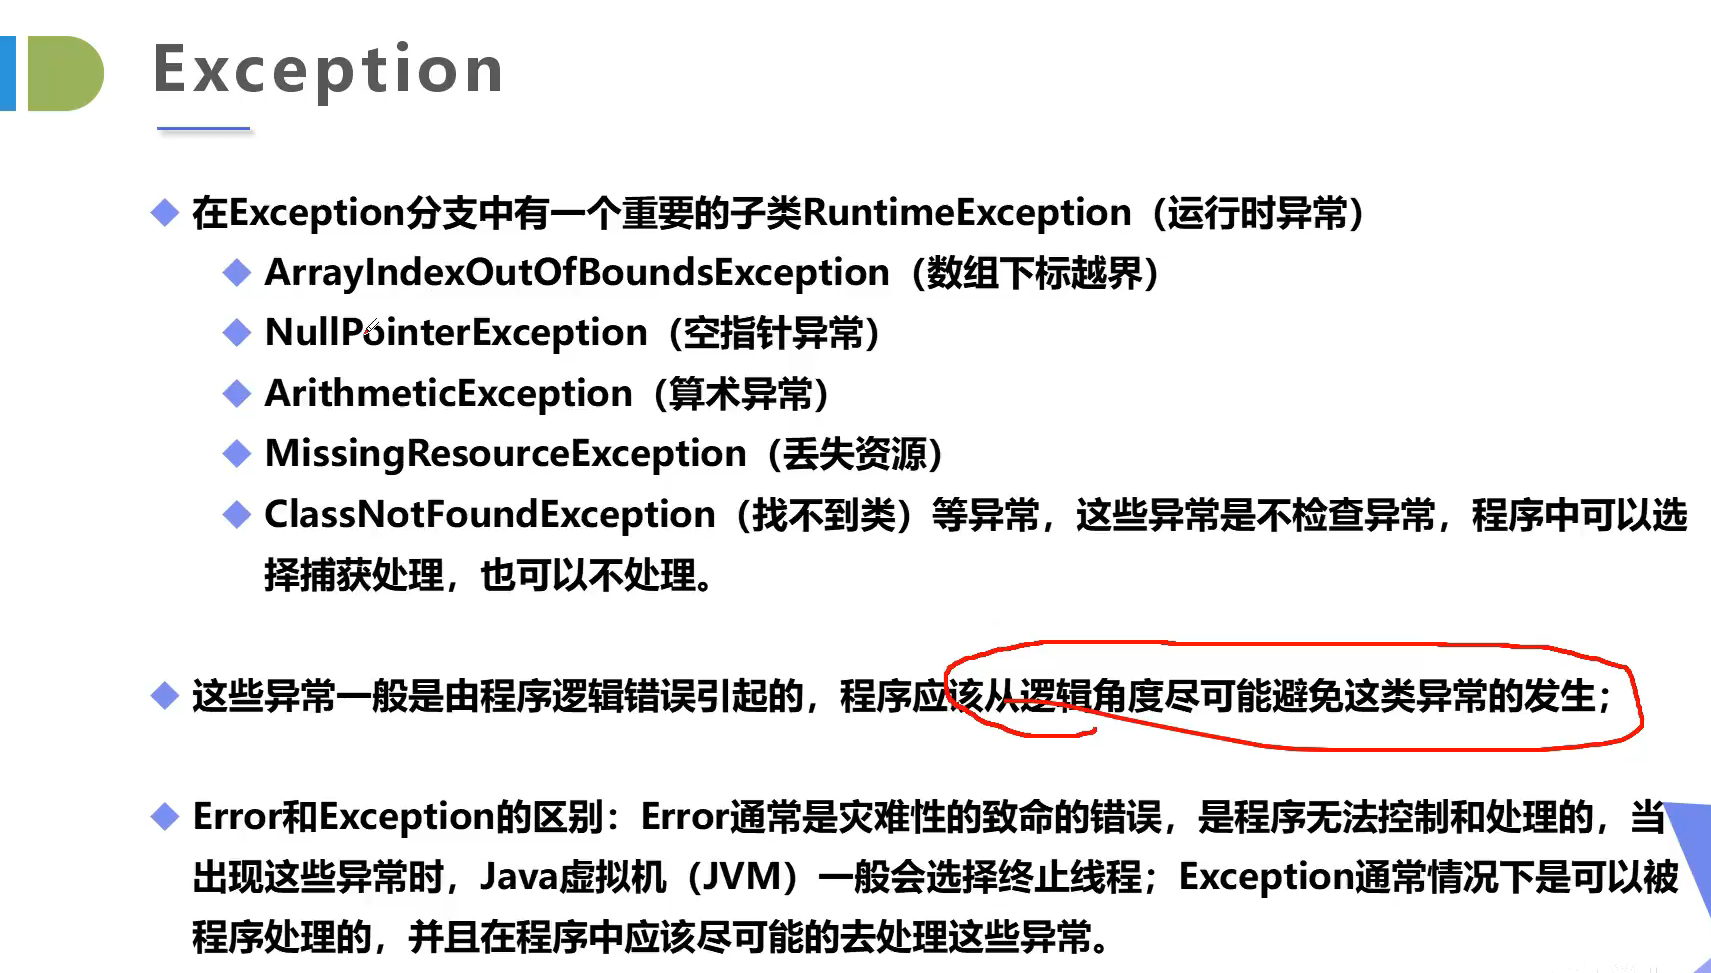 Exception
在Exception分支中有一个重要的子类RuntimeException（运行时异常）
ArrayIndexOutOfBoundsException（数组下标越界）
NullPointerException（空指针异常）
ArithmeticException（算术异常）
MissingResourceException（丢失资源）
ClassNotFoundException（找不到类）等异常，这些异常是不检查异常，程序中可以选
择捕获处理，也可以不处理。
这些异常一般是由程序逻辑错误引起的，程序应该从逻辑角度尽可能避免这类异常的发生；
Error和Exception的区别：Error通常是灾难性的致命的错误，是程序无法控制和处理的，当
出现这些异常时，Java虚拟机（JVM）一般会选择终止线程；Exception通常情况下是可以被
程序处理的，并且在程序中应该尽可能的去处理这些异常。